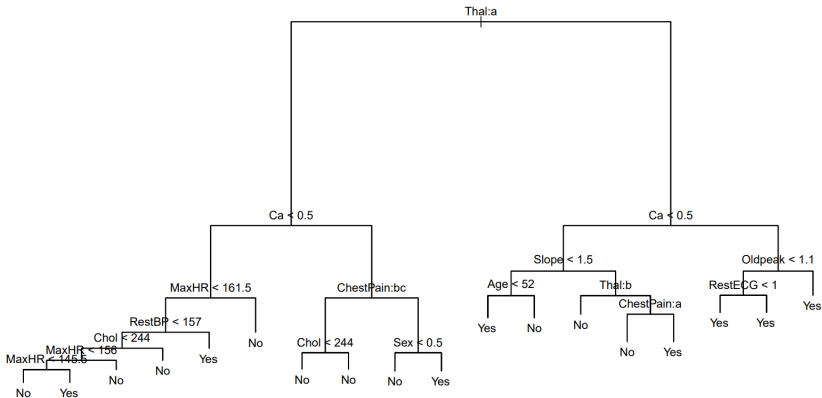 Thal:a
Ca < 0.5
Ca < 0.5
Slope < 1.5
Oldpeak < 1.1
MaxHR < 161.5
ChestPain:bc
Age < 52
Thal:b
RestECG < 1
ChestPain:a
Yes
RestBP < 157
Yes
No
No
Yes
Yes
Chol < 244
No
Chol < 244
Sex < 0.5
MaxHR < 156
Yes
No
Yes
MaxHR < 145.5
No
No
No
No
No
Yes
No
Yes